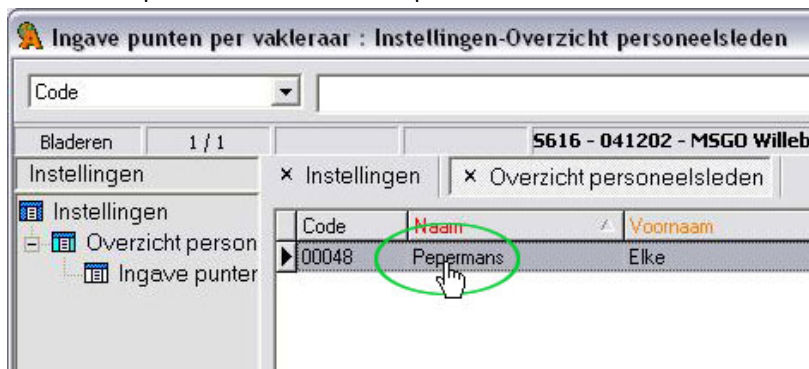 Ingave punten per vakleraar : Instellingen-Overzicht personeelsleden
Code
Bladeren 1 / 1 S616 - 041202 - MSGO Willeb
Instellingen × Instellingen × Overzicht personeelsleden
Instellingen
Overzicht person
Ingave punter
Code Naam Voornaam
00048 Pepermans Elke